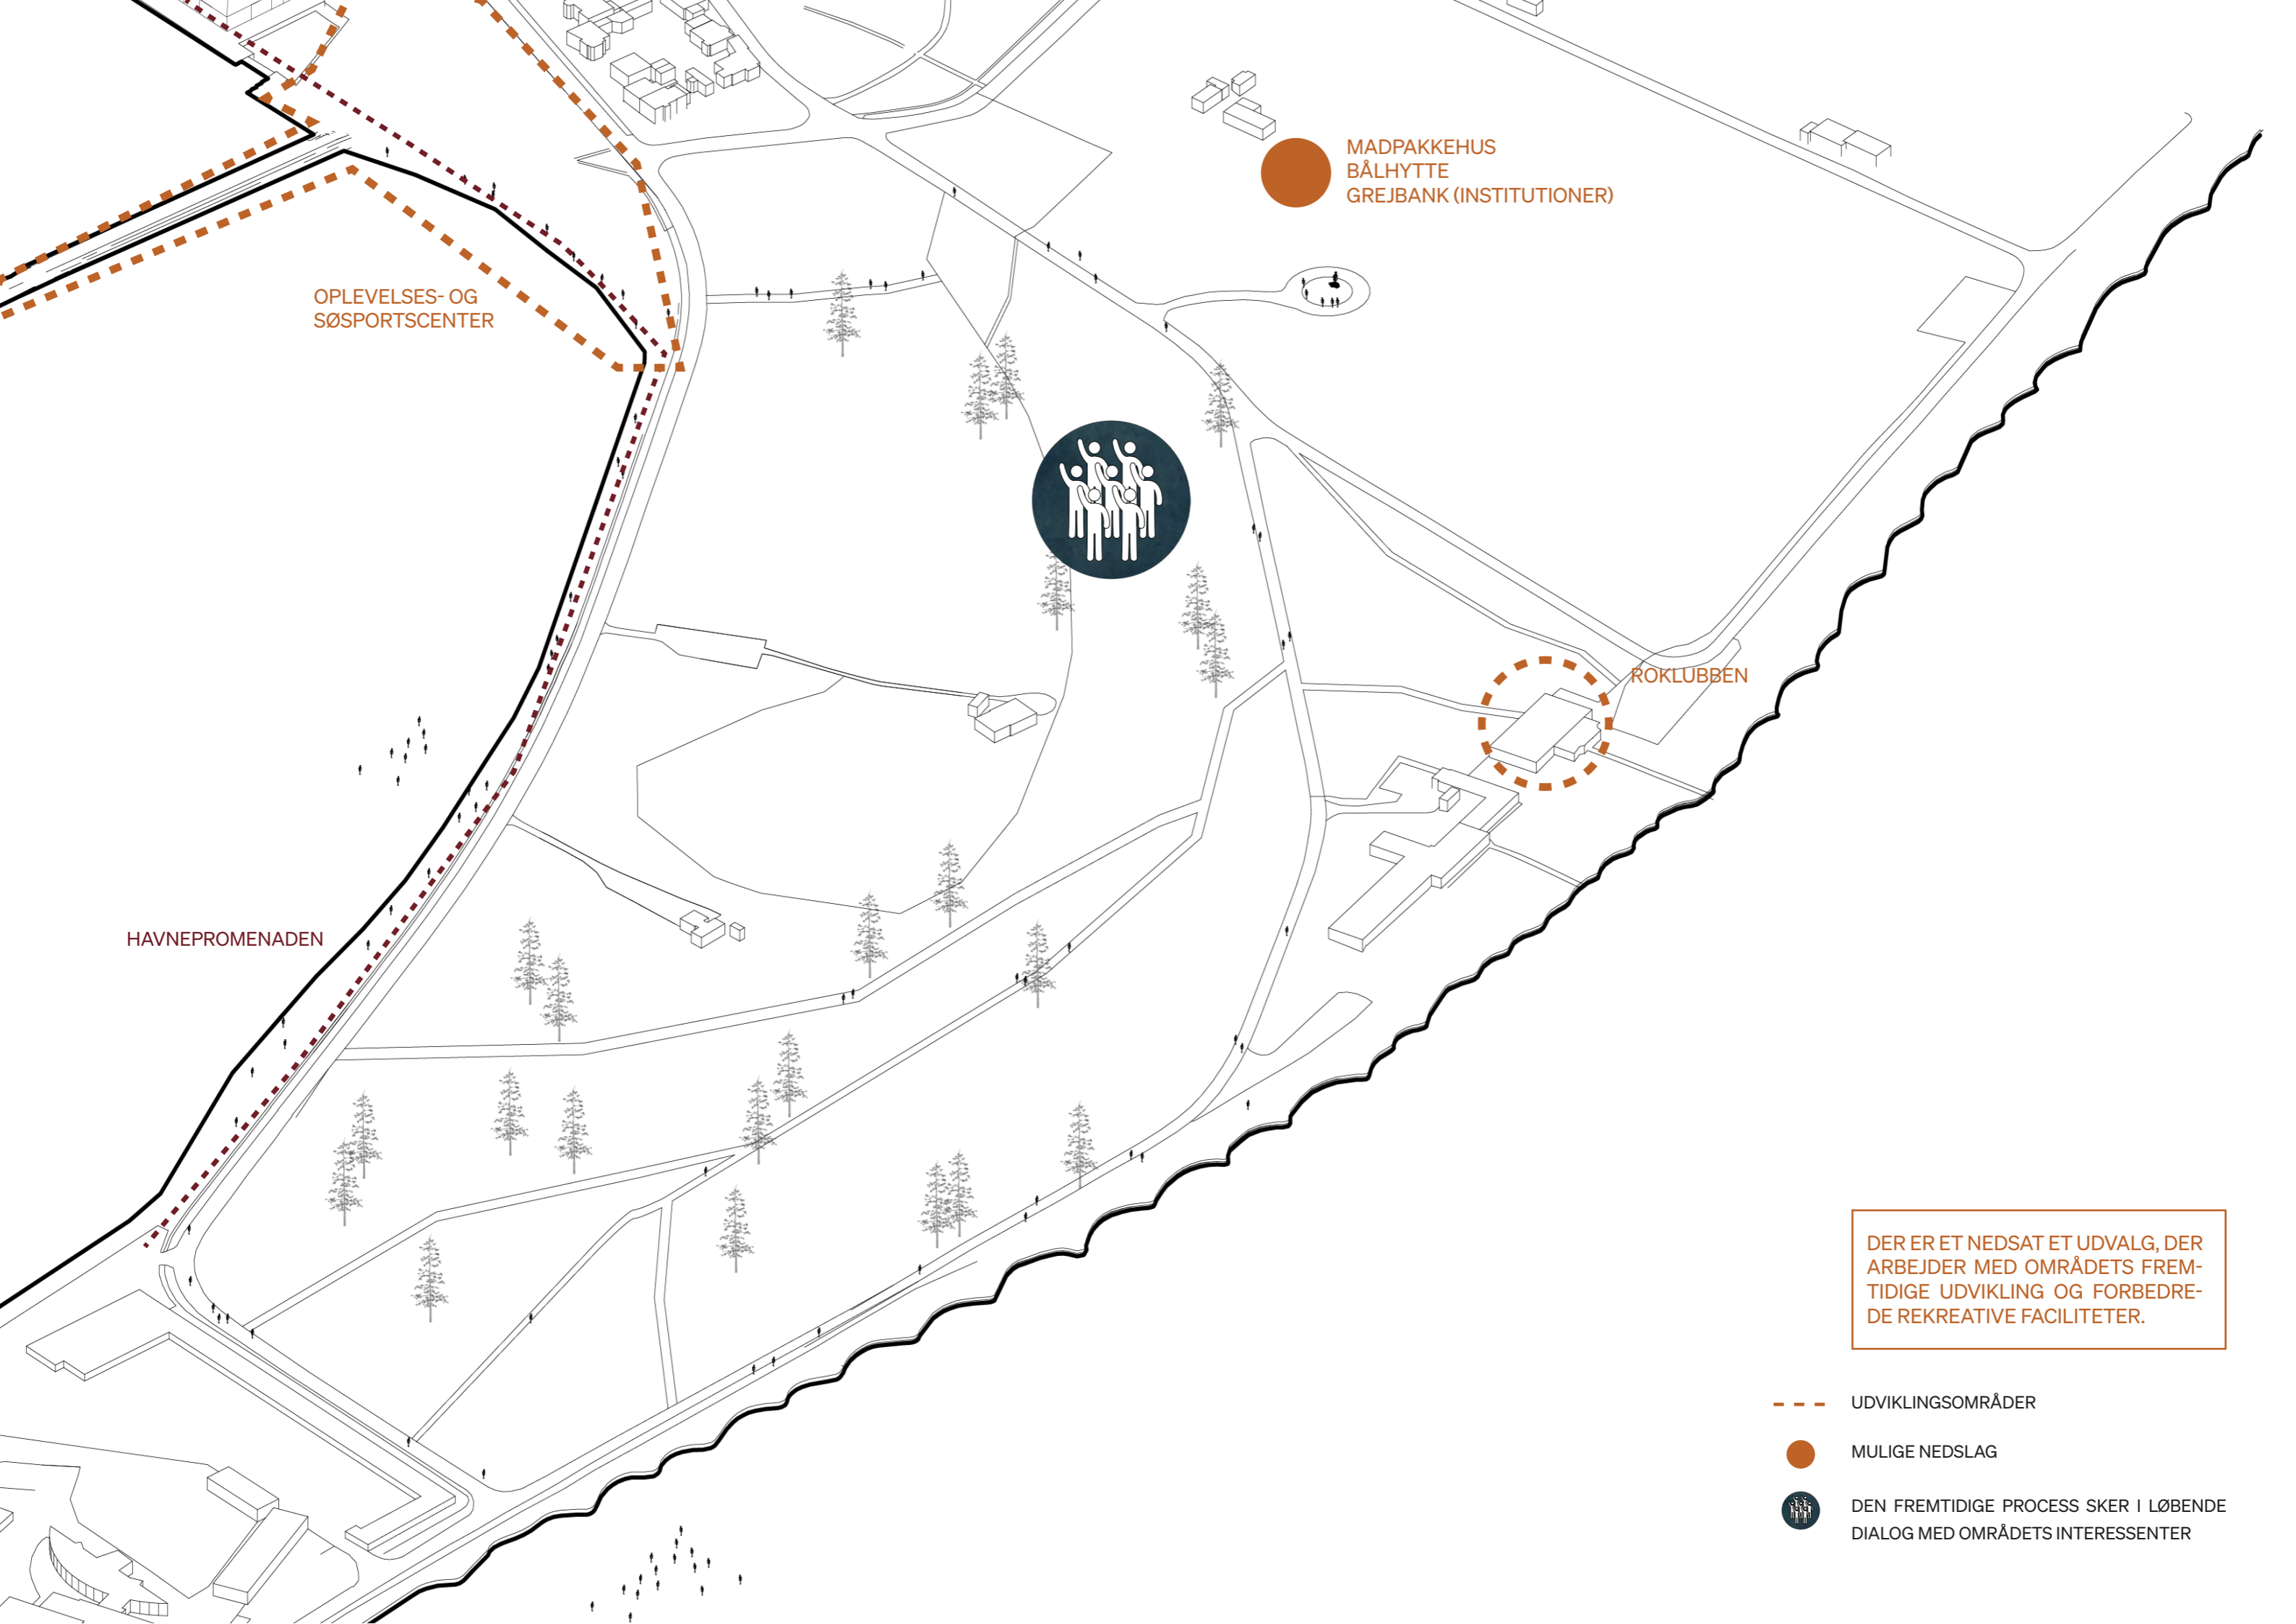 MADPAKKEHUS
BÅLHYTTE
GREJBANK (INSTITUTIONER)
OPLEVELSES- OG
SØSPORTSCENTER
ROKLUBBEN
HAVNEPROMENADEN
DER ER ET NEDSAT ET UDVALG, DER
ARBEJDER MED OMRÅDETS FREM-
TIDIGE UDVIKLING OG FORBEDRE-
DE REKREATIVE FACILITETER.
UDVIKLINGSOMRÅDER
MULIGE NEDSLAG
DEN FREMTIDIGE PROCESS SKER I LØBENDE
DIALOG MED OMRÅDETS INTERESSENTER